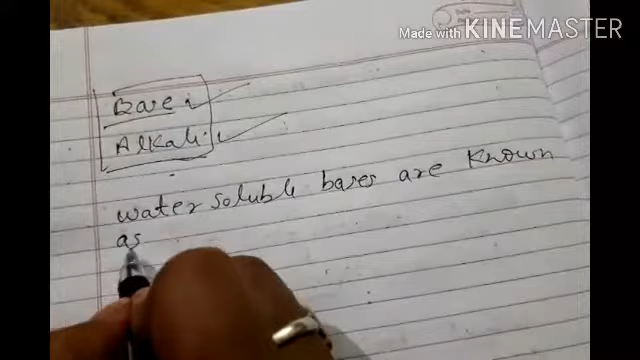 Made with KINEMASTER
Base
Alkali
water soluble bases are known
as